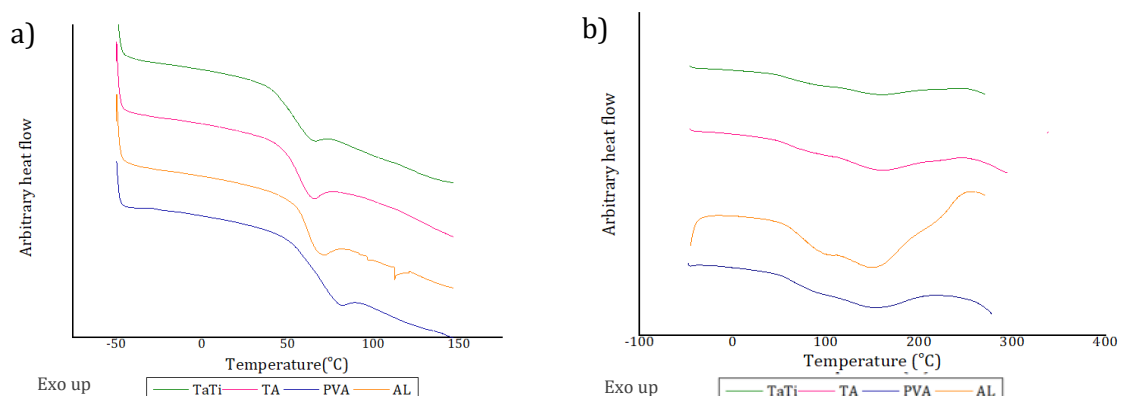 a)
Arbitrary heat flow
-50 0 50 100 150
Temperature(°C)
Exo up
TaTi TA PVA AL
b)
Arbitrary heat flow
-100 0 100 200 300 400
Temperature (°C)
Exo up
TaTi TA PVA AL